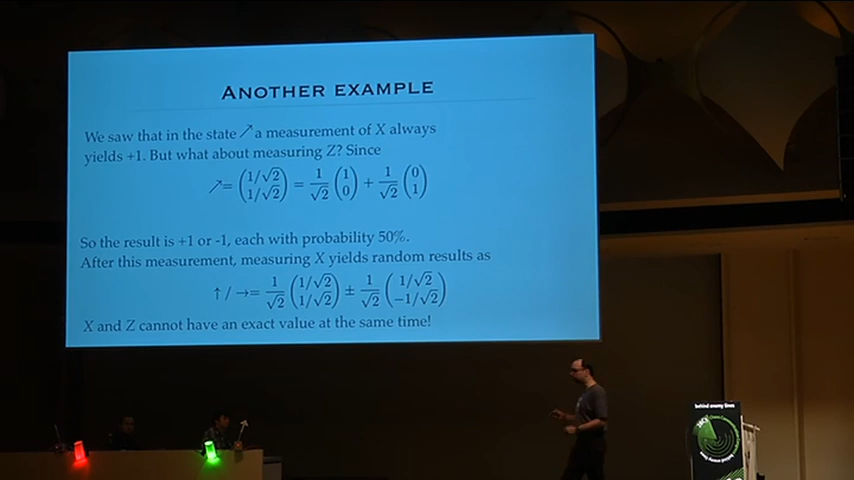 ANOTHER EXAMPLE
We saw that in the state ↗ a measurement of X always
yields +1. But what about measuring Z? Since
↗= (1/√2 1/√2) = 1/√2 (1 0) + 1/√2 (0 1)
So the result is +1 or -1, each with probability 50%.
After this measurement, measuring X yields random results as
↑ / →= 1/√2 (1/√2 1/√2) ± 1/√2 (1/√2 −1/√2)
X and Z cannot have an exact value at the same time!
behind enemy lines